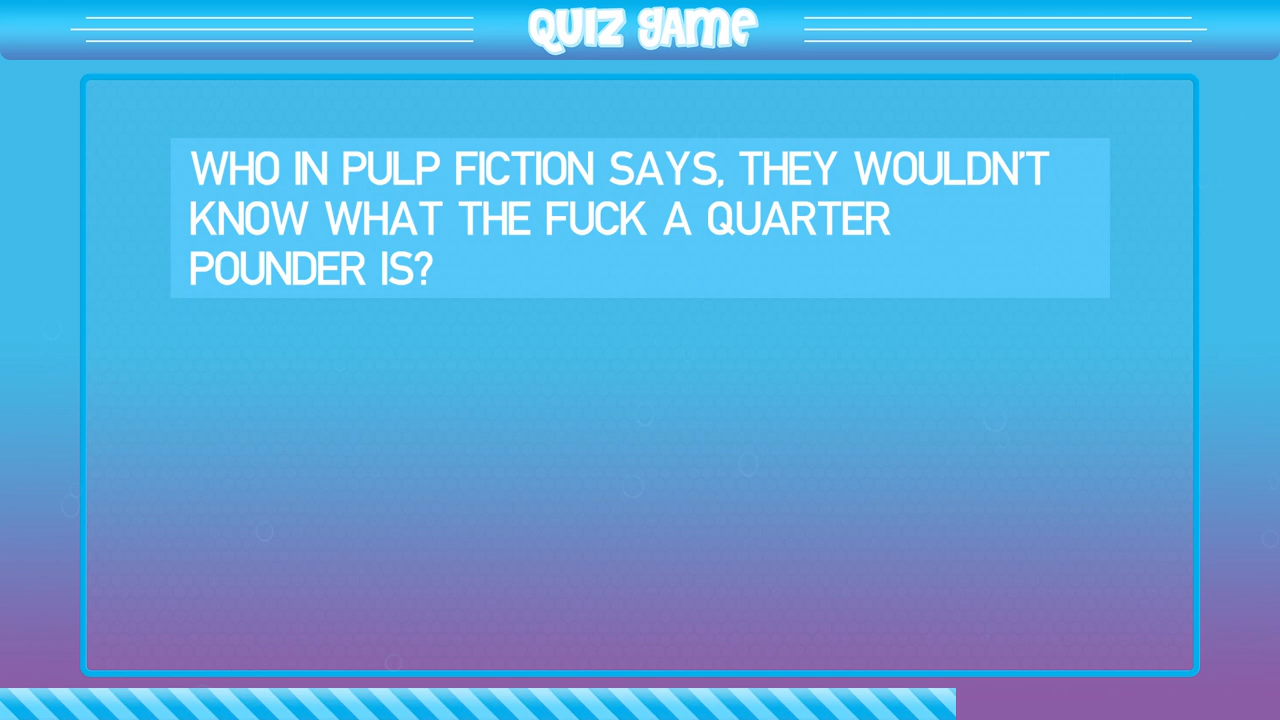 QUIZ GAME
WHO IN PULP FICTION SAYS, THEY WOULDN'T
KNOW WHAT THE FUCK A QUARTER
POUNDER IS?